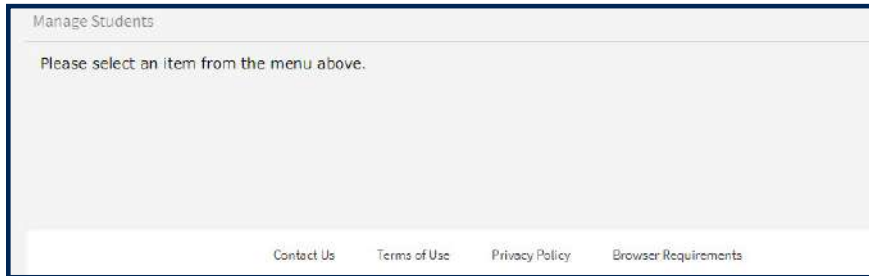 Manage Students
Please select an item from the menu above.
Contact Us Terms of Use Privacy Policy Browser Requirements